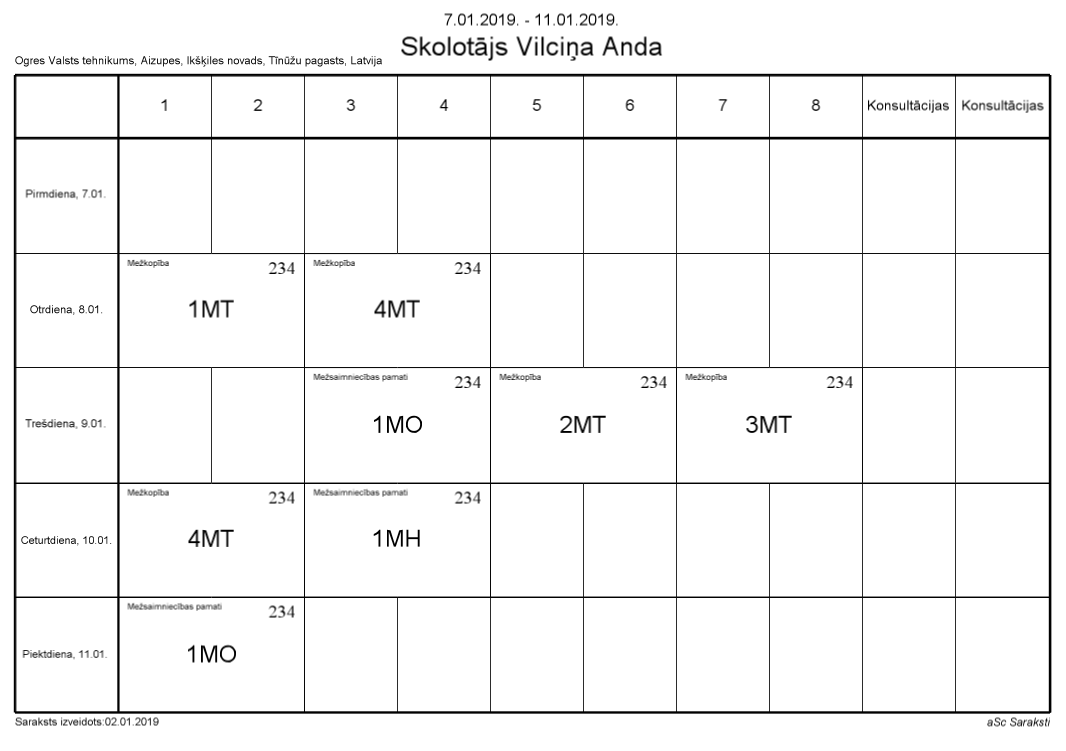 7.01.2019. - 11.01.2019.
Skolotājs Vilciņa Anda
Ogres Valsts tehnikums, Aizupes, Ikšķiles novads, Tīnūžu pagasts, Latvija
1 2 3 4 5 6 7 8 Konsultācijas Konsultācijas
Pirmdiena, 7.01.
Mežkopība 234 Mežkopība 234
Otrdiena, 8.01. 1MT 4MT
Mežsaimniecības pamati 234 Mežkopība 234 Mežkopība 234
Trešdiena, 9.01. 1MO 2MT 3MT
Mežkopība 234 Mežsaimniecības pamati 234
Ceturtdiena, 10.01. 4MT 1MH
Mežsaimniecības pamati 234
Piektdiena, 11.01. 1MO
Saraksts izveidots:02.01.2019 aSc Saraksti